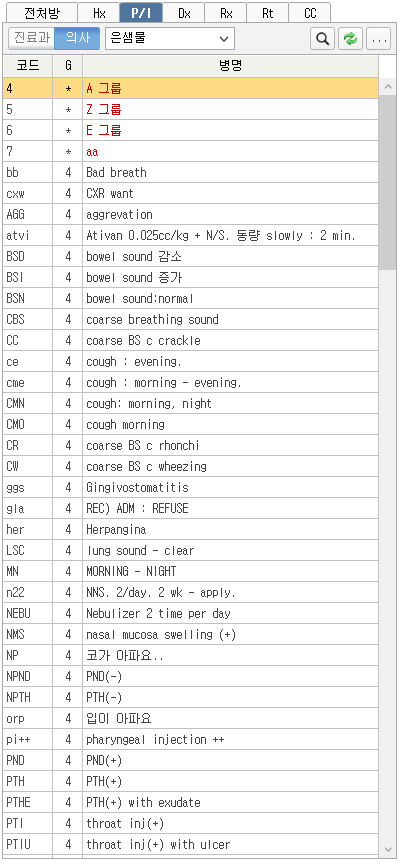 전처방 Hx P/I Dx Rx Rt CC
진료과 의사 은샘물 ...
코드 G 병명
4 * A 그룹
5 * Z 그룹
6 * E 그룹
7 * aa
bb 4 Bad breath
cxw 4 CXR want
AGG 4 aggrevation
atvi 4 Ativan 0.025cc/kg + N/S. 동량 slowly : 2 min.
BSD 4 bowel sound 감소
BSI 4 bowel sound 증가
BSN 4 bowel sound:normal
CBS 4 coarse breathing sound
CC 4 coarse BS c crackle
ce 4 cough : evening.
cme 4 cough : morning - evening.
CMN 4 cough: morning, night
CMO 4 cough morning
CR 4 coarse BS c rhonchi
CW 4 coarse BS c wheezing
ggs 4 Gingivostomatitis
gla 4 REC) ADM : REFUSE
her 4 Herpangina
LSC 4 lung sound - clear
MN 4 MORNING - NIGHT
n22 4 NNS. 2/day. 2 wk - apply.
NEBU 4 Nebulizer 2 time per day
NMS 4 nasal mucosa swelling (+)
NP 4 코가 아파요..
NPND 4 PND(-)
NPTH 4 PTH(-)
orp 4 입이 아파요
pi++ 4 pharyngeal injection ++
PND 4 PND(+)
PTH 4 PTH(+)
PTHE 4 PTH(+) with exudate
PTI 4 throat inj(+)
PTIU 4 throat inj(+) with ulcer